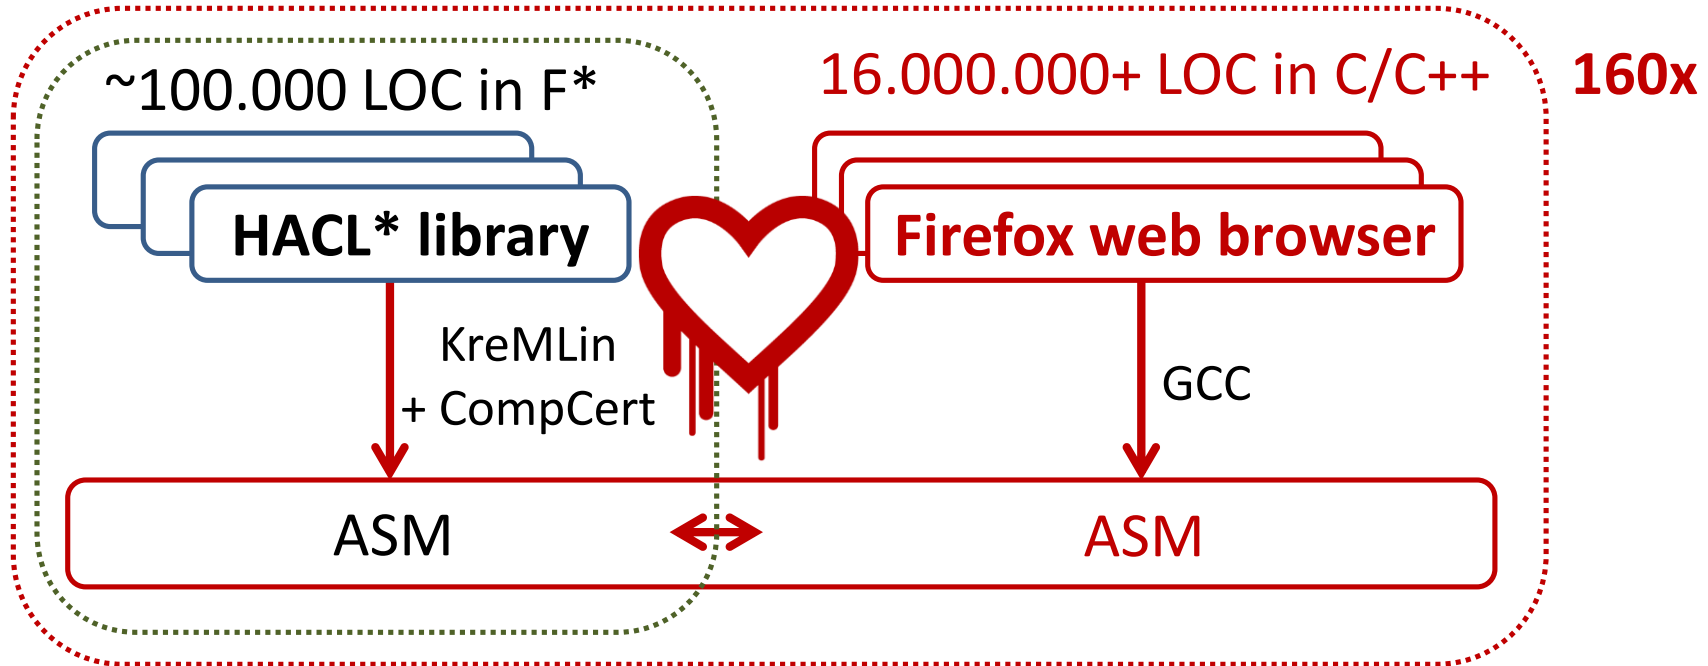 ~100.000 LOC in F*
16.000.000+ LOC in C/C++
160x
HACL* library
Firefox web browser
KreMLin
+ CompCert
GCC
ASM
ASM